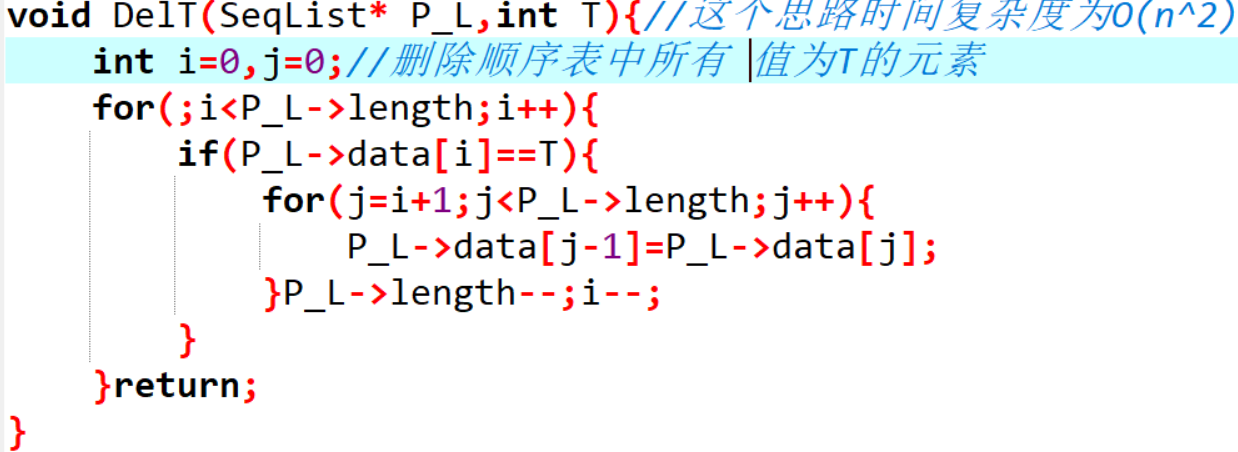 void DelT(SeqList* P_L,int T){//这个思路时间复杂度为O(n^2)
int i=0,j=0;//删除顺序表中所有 值为T的元素
for(;i<P_L->length;i++){
if(P_L->data[i]==T){
for(j=i+1;j<P_L->length;j++){
P_L->data[j-1]=P_L->data[j];
}P_L->length--;i--;
}
}return;
}